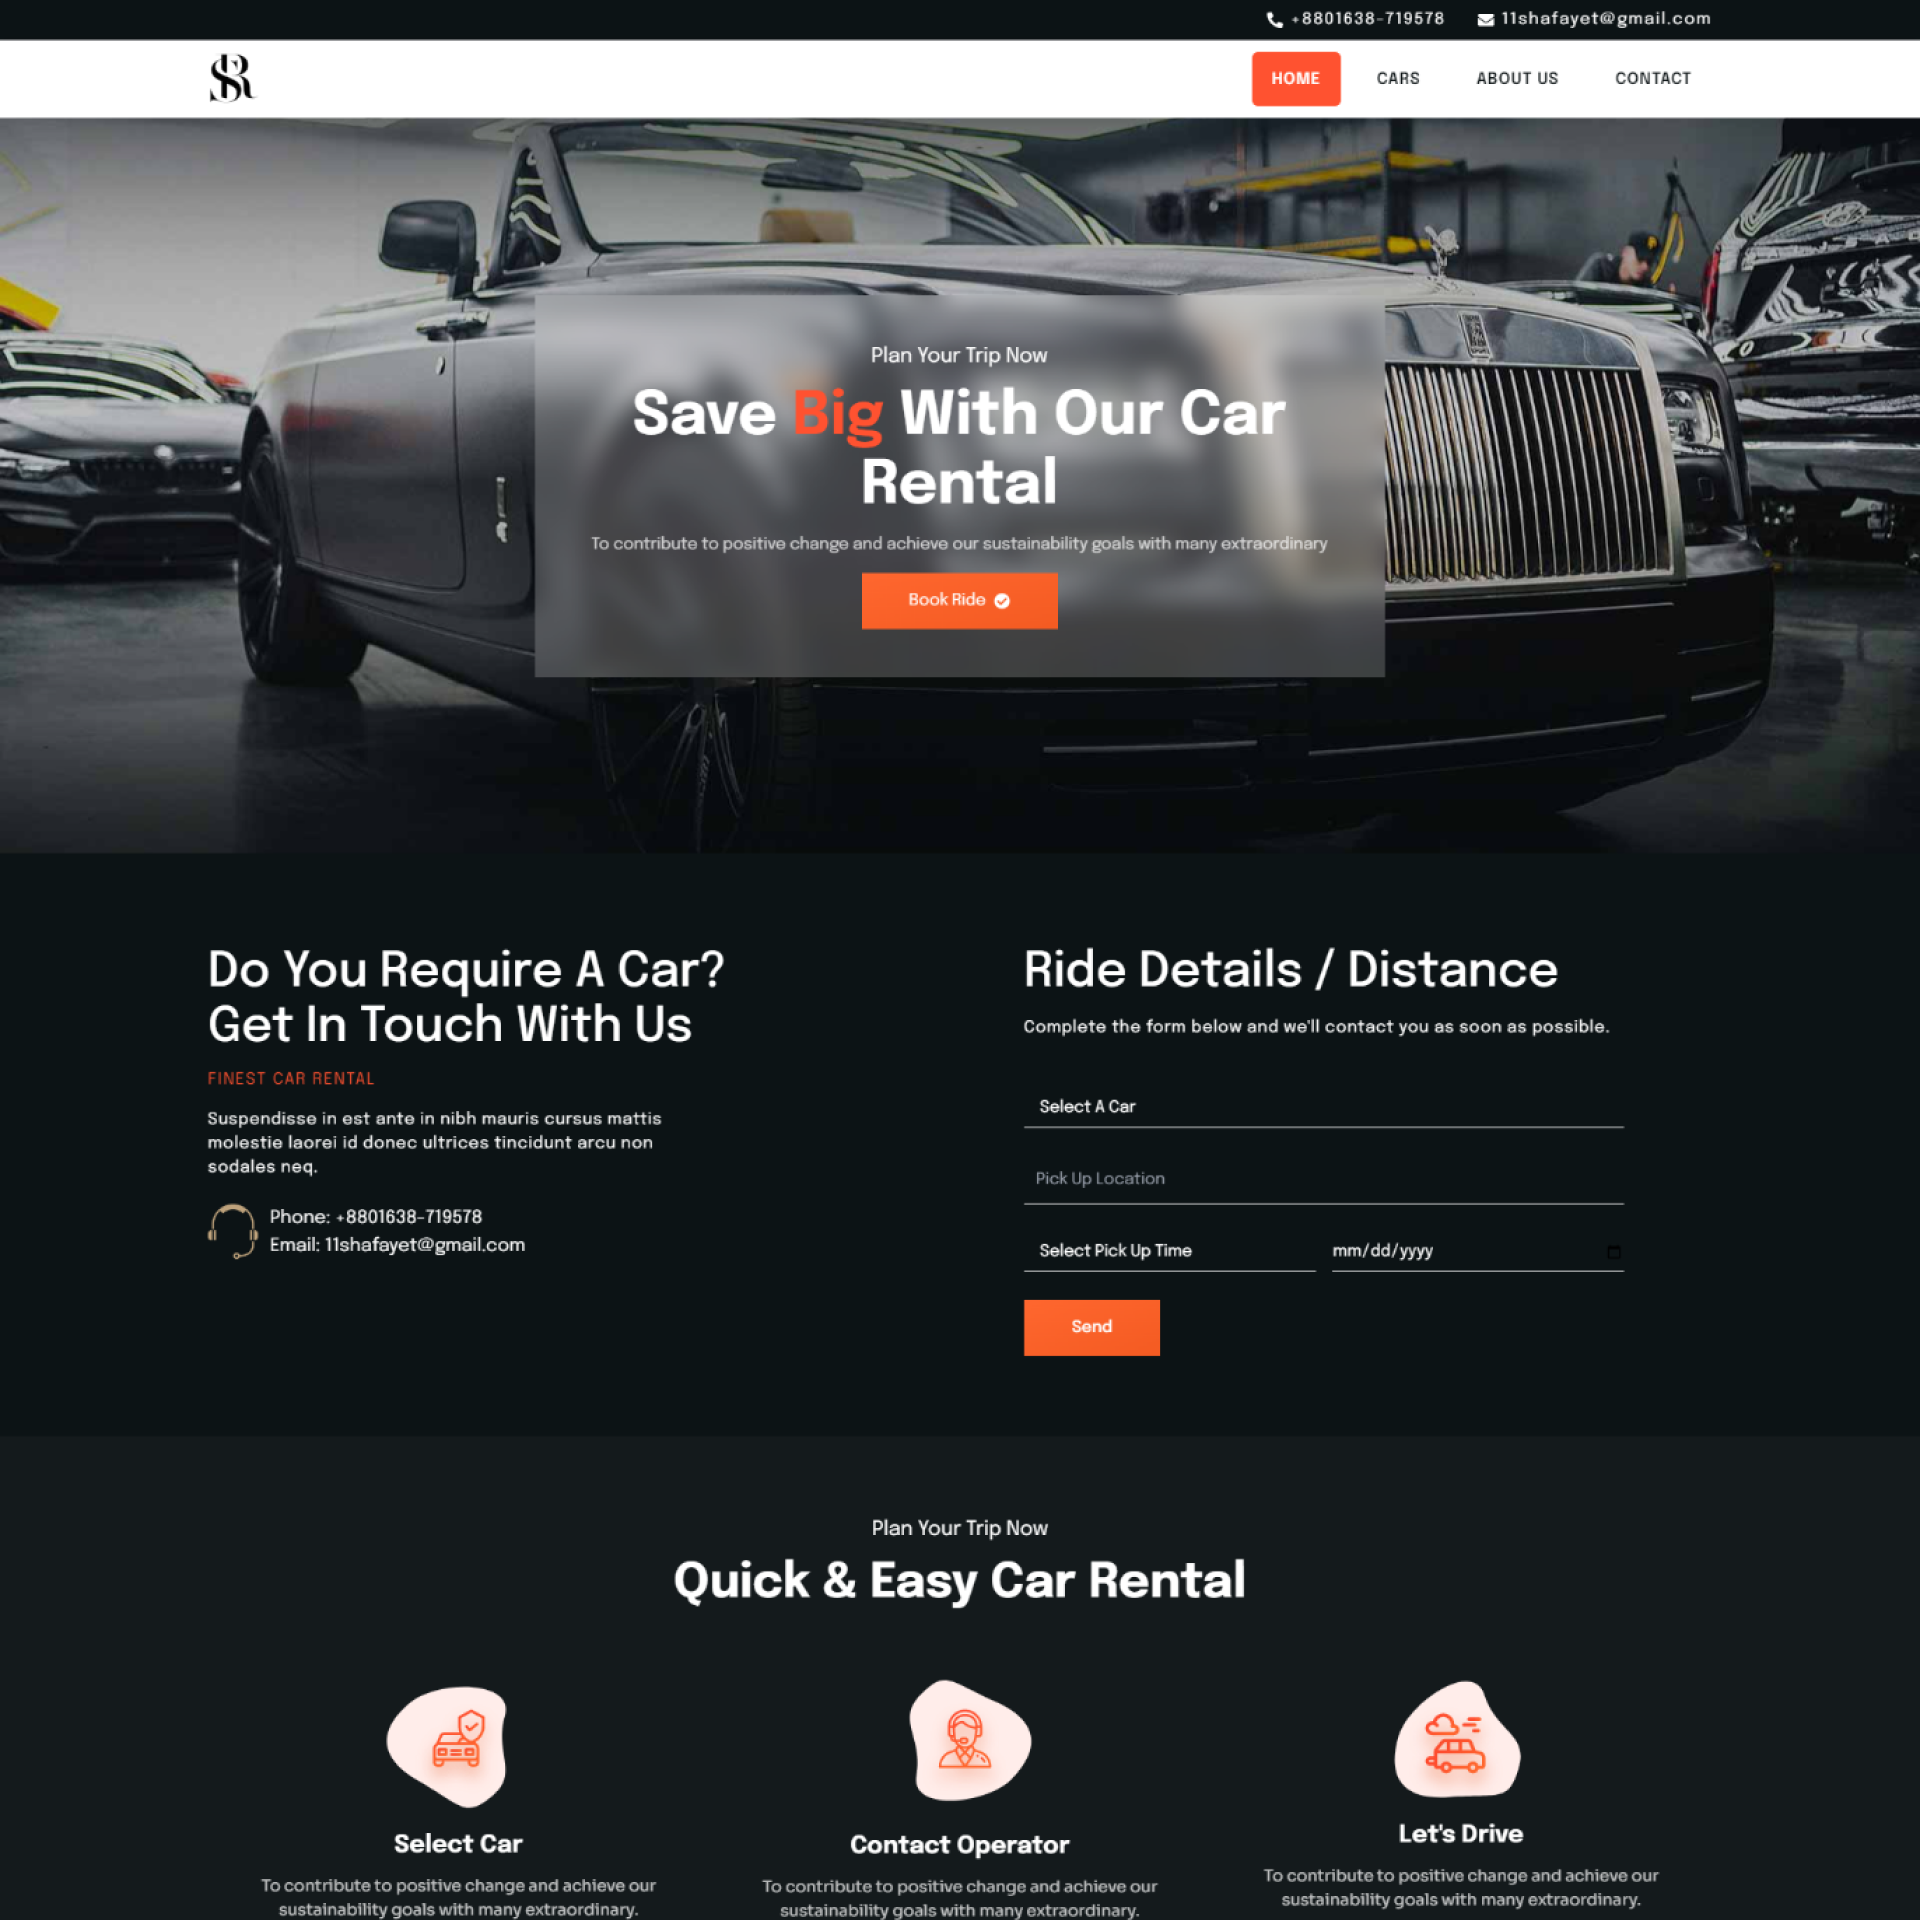 +8801638-719578 11shafayet@gmail.com
SR
HOME CARS ABOUT US CONTACT
Plan Your Trip Now
Save Big With Our Car
Rental
To contribute to positive change and achieve our sustainability goals with many extraordinary
Book Ride
Do You Require A Car?
Get In Touch With Us
FINEST CAR RENTAL
Suspendisse in est ante in nibh mauris cursus mattis
molestie laorei id donec ultrices tincidunt arcu non
sodales neq.
Phone: +8801638-719578
Email: 11shafayet@gmail.com
Ride Details / Distance
Complete the form below and we'll contact you as soon as possible.
Select A Car
Pick Up Location
Select Pick Up Time mm/dd/yyyy
Send
Plan Your Trip Now
Quick & Easy Car Rental
Select Car
To contribute to positive change and achieve our
sustainability goals with many extraordinary.
Contact Operator
To contribute to positive change and achieve our
sustainability goals with many extraordinary.
Let's Drive
To contribute to positive change and achieve our
sustainability goals with many extraordinary.